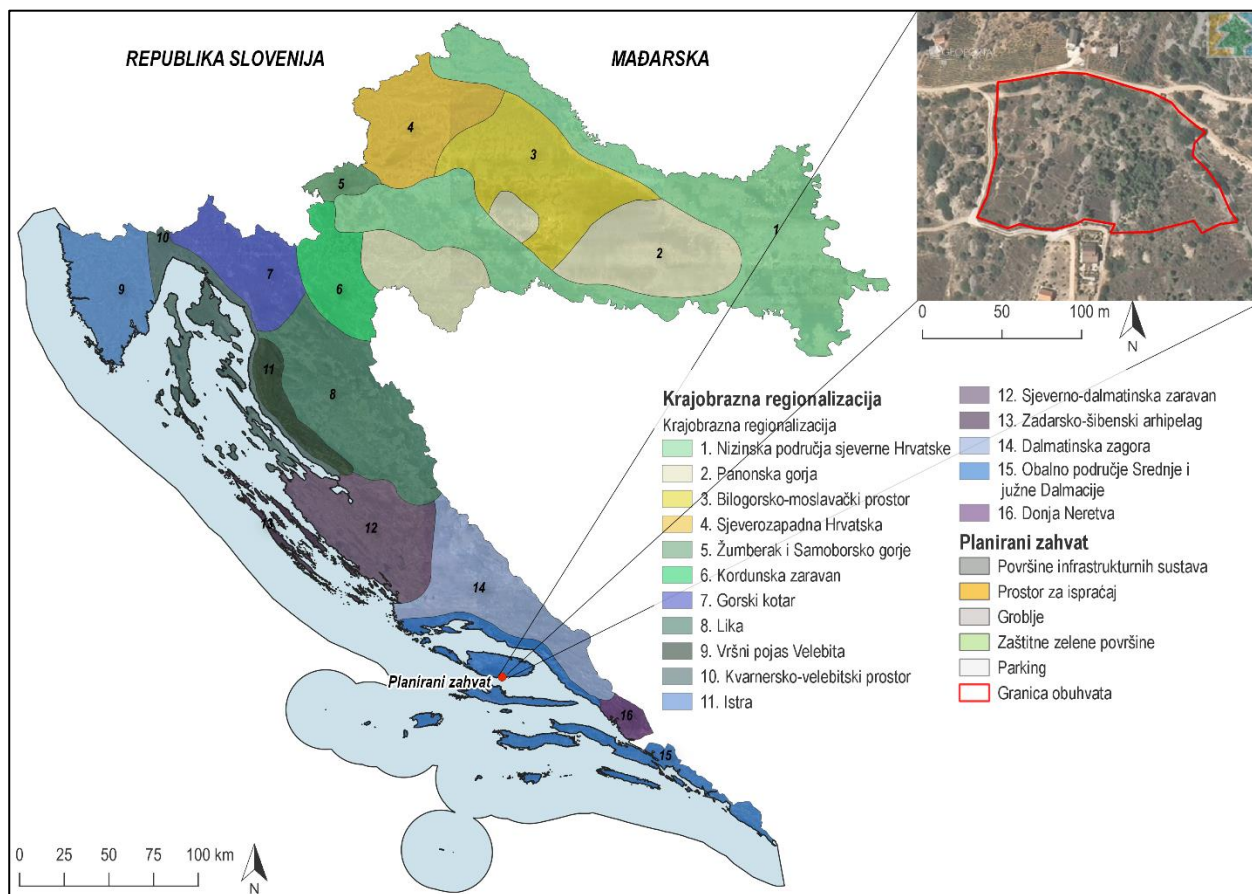 REPUBLIKA SLOVENIJA
MAĐARSKA
4
3
5
1
2
10
9
7
6
11
8
12
13
14
Planirani zahvat
16
15
0 25 50 75 100 km
N
0 50 100 m
N
Krajobrazna regionalizacija
Krajobrazna regionalizacija
1. Nizinska područja sjeverne Hrvatske
2. Panonska gorja
3. Bilogorsko-moslavački prostor
4. Sjeverozapadna Hrvatska
5. Žumberak i Samoborsko gorje
6. Kordunska zaravan
7. Gorski kotar
8. Lika
9. Vršni pojas Velebita
10. Kvarnersko-velebitski prostor
11. Istra
12. Sjeverno-dalmatinska zaravan
13. Zadarsko-šibenski arhipelag
14. Dalmatinska zagora
15. Obalno područje Srednje i
južne Dalmacije
16. Donja Neretva
Planirani zahvat
Površine infrastrukturnih sustava
Prostor za ispraćaj
Groblje
Zaštitne zelene površine
Parking
Granica obuhvata